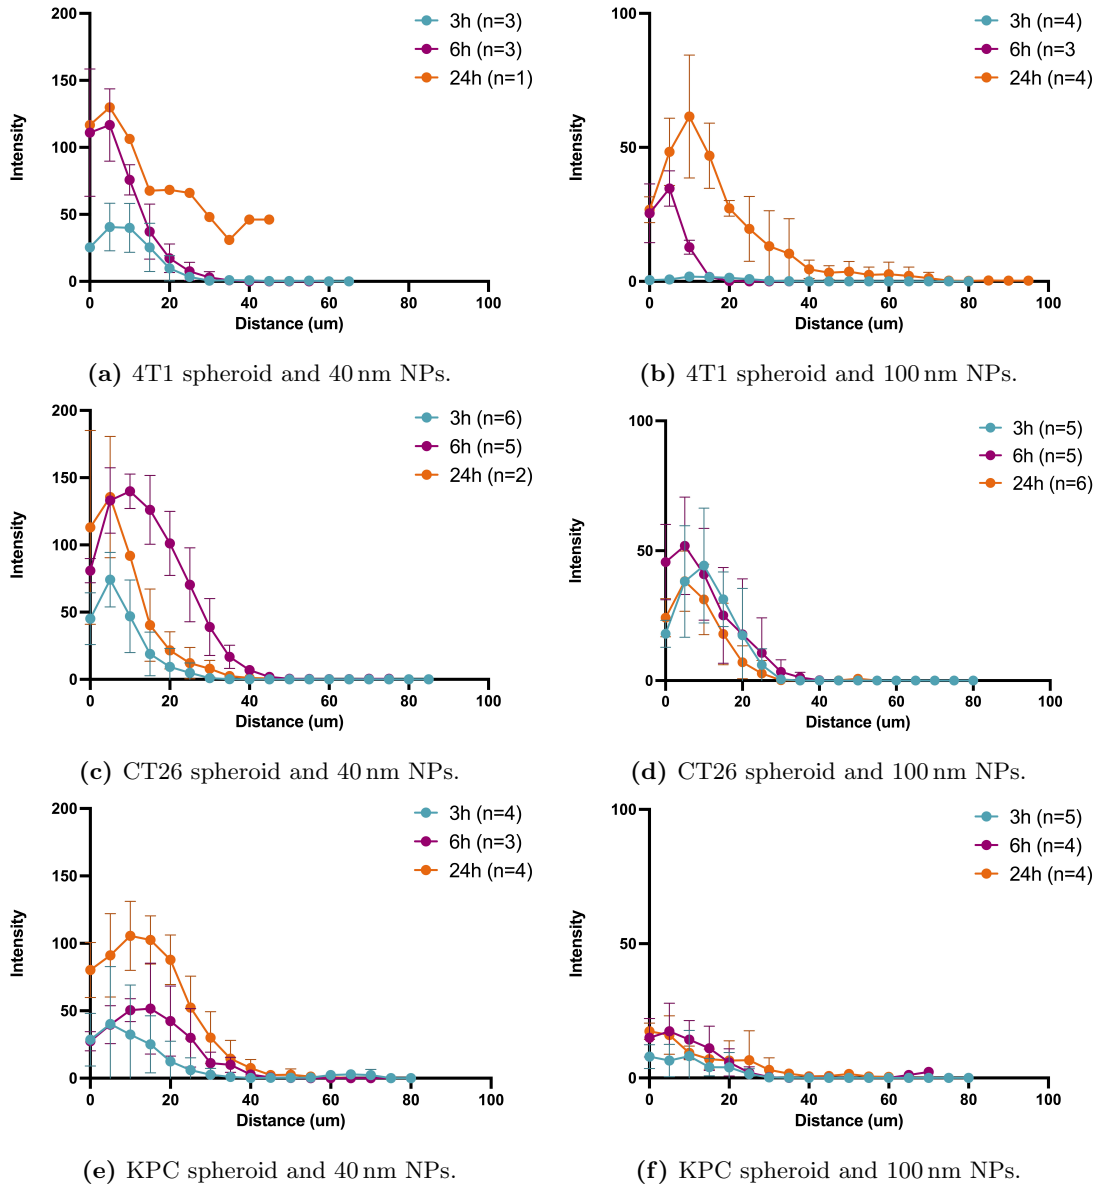 200
150
100
50
0
Intensity
0 20 40 60 80 100
Distance (um)
3h (n=3)
6h (n=3)
24h (n=1)
(a) 4T1 spheroid and 40 nm NPs.
100
50
0
Intensity
0 20 40 60 80 100
Distance (um)
3h (n=4)
6h (n=3
24h (n=4)
(b) 4T1 spheroid and 100 nm NPs.
200
150
100
50
0
Intensity
0 20 40 60 80 100
Distance (um)
3h (n=6)
6h (n=5)
24h (n=2)
(c) CT26 spheroid and 40 nm NPs.
100
50
0
Intensity
0 20 40 60 80 100
Distance (um)
3h (n=5)
6h (n=5)
24h (n=6)
(d) CT26 spheroid and 100 nm NPs.
200
150
100
50
0
Intensity
0 20 40 60 80 100
Distance (um)
3h (n=4)
6h (n=3)
24h (n=4)
(e) KPC spheroid and 40 nm NPs.
100
50
0
Intensity
0 20 40 60 80 100
Distance (um)
3h (n=5)
6h (n=4)
24h (n=4)
(f) KPC spheroid and 100 nm NPs.